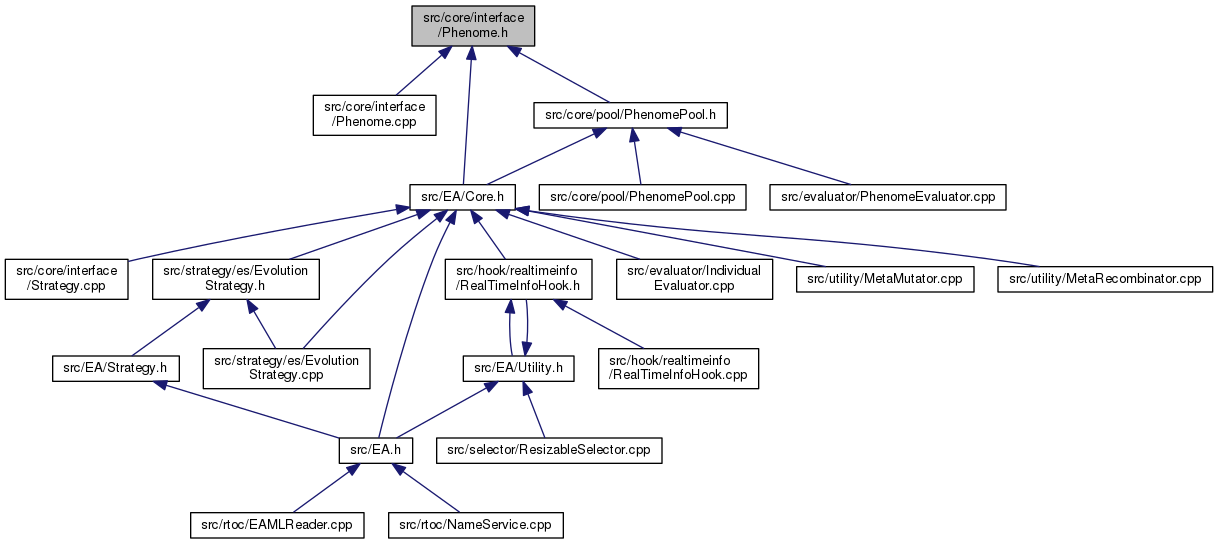 src/core/interface
/Phenome.h
src/core/interface
/Phenome.cpp
src/core/pool/PhenomePool.h
src/EA/Core.h
src/core/pool/PhenomePool.cpp
src/evaluator/PhenomeEvaluator.cpp
src/core/interface
/Strategy.cpp
src/strategy/es/Evolution
Strategy.h
src/hook/realtimeinfo
/RealTimeInfoHook.h
src/evaluator/Individual
Evaluator.cpp
src/utility/MetaMutator.cpp
src/utility/MetaRecombinator.cpp
src/EA/Strategy.h
src/strategy/es/Evolution
Strategy.cpp
src/EA/Utility.h
src/hook/realtimeinfo
/RealTimeInfoHook.cpp
src/EA.h
src/selector/ResizableSelector.cpp
src/rtoc/EAMLReader.cpp
src/rtoc/NameService.cpp